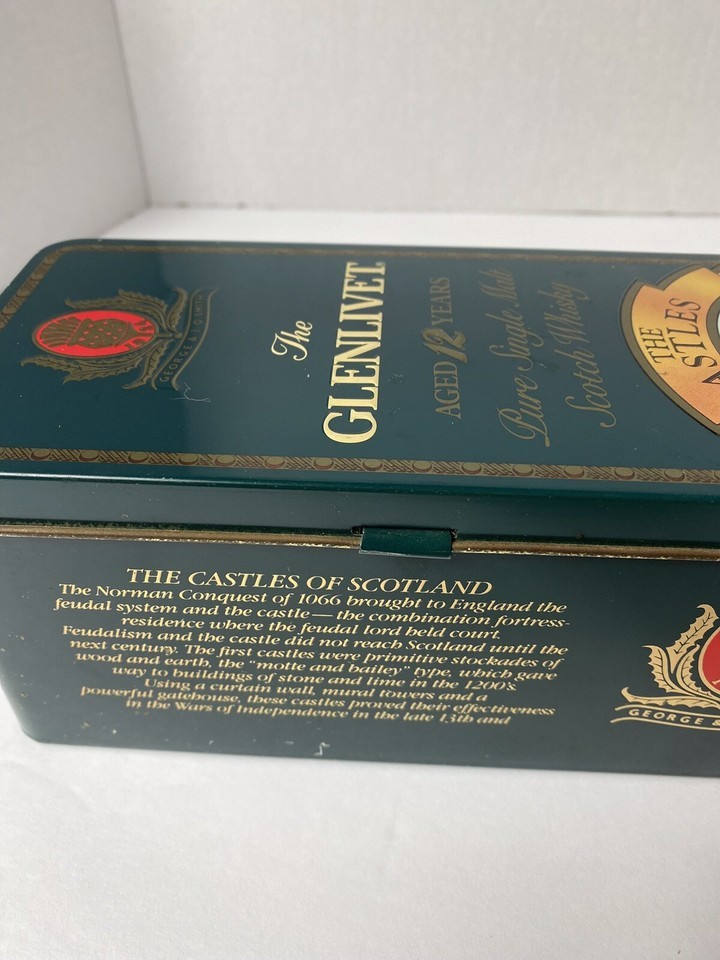 The
GLENLIVET
AGED 12 YEARS
Pure Single Malt
Scotch Whisky
GEORGE & J.G. SMITH
THE
STLES
THE CASTLES OF SCOTLAND
The Norman Conquest of 1066 brought to England the
feudal system and the castle—the combination fortress-
residence where the feudal lord held court.
Feudalism and the castle did not reach Scotland until the
next century. The first castles were primitive stockades of
wood and earth, the "motte and bailey" type, which gave
way to buildings of stone and lime in the 1200's.
Using a curtain wall, mural towers and a
powerful gatehouse, these castles proved their effectiveness
in the Wars of Independence in the late 13th and
GEORGE &